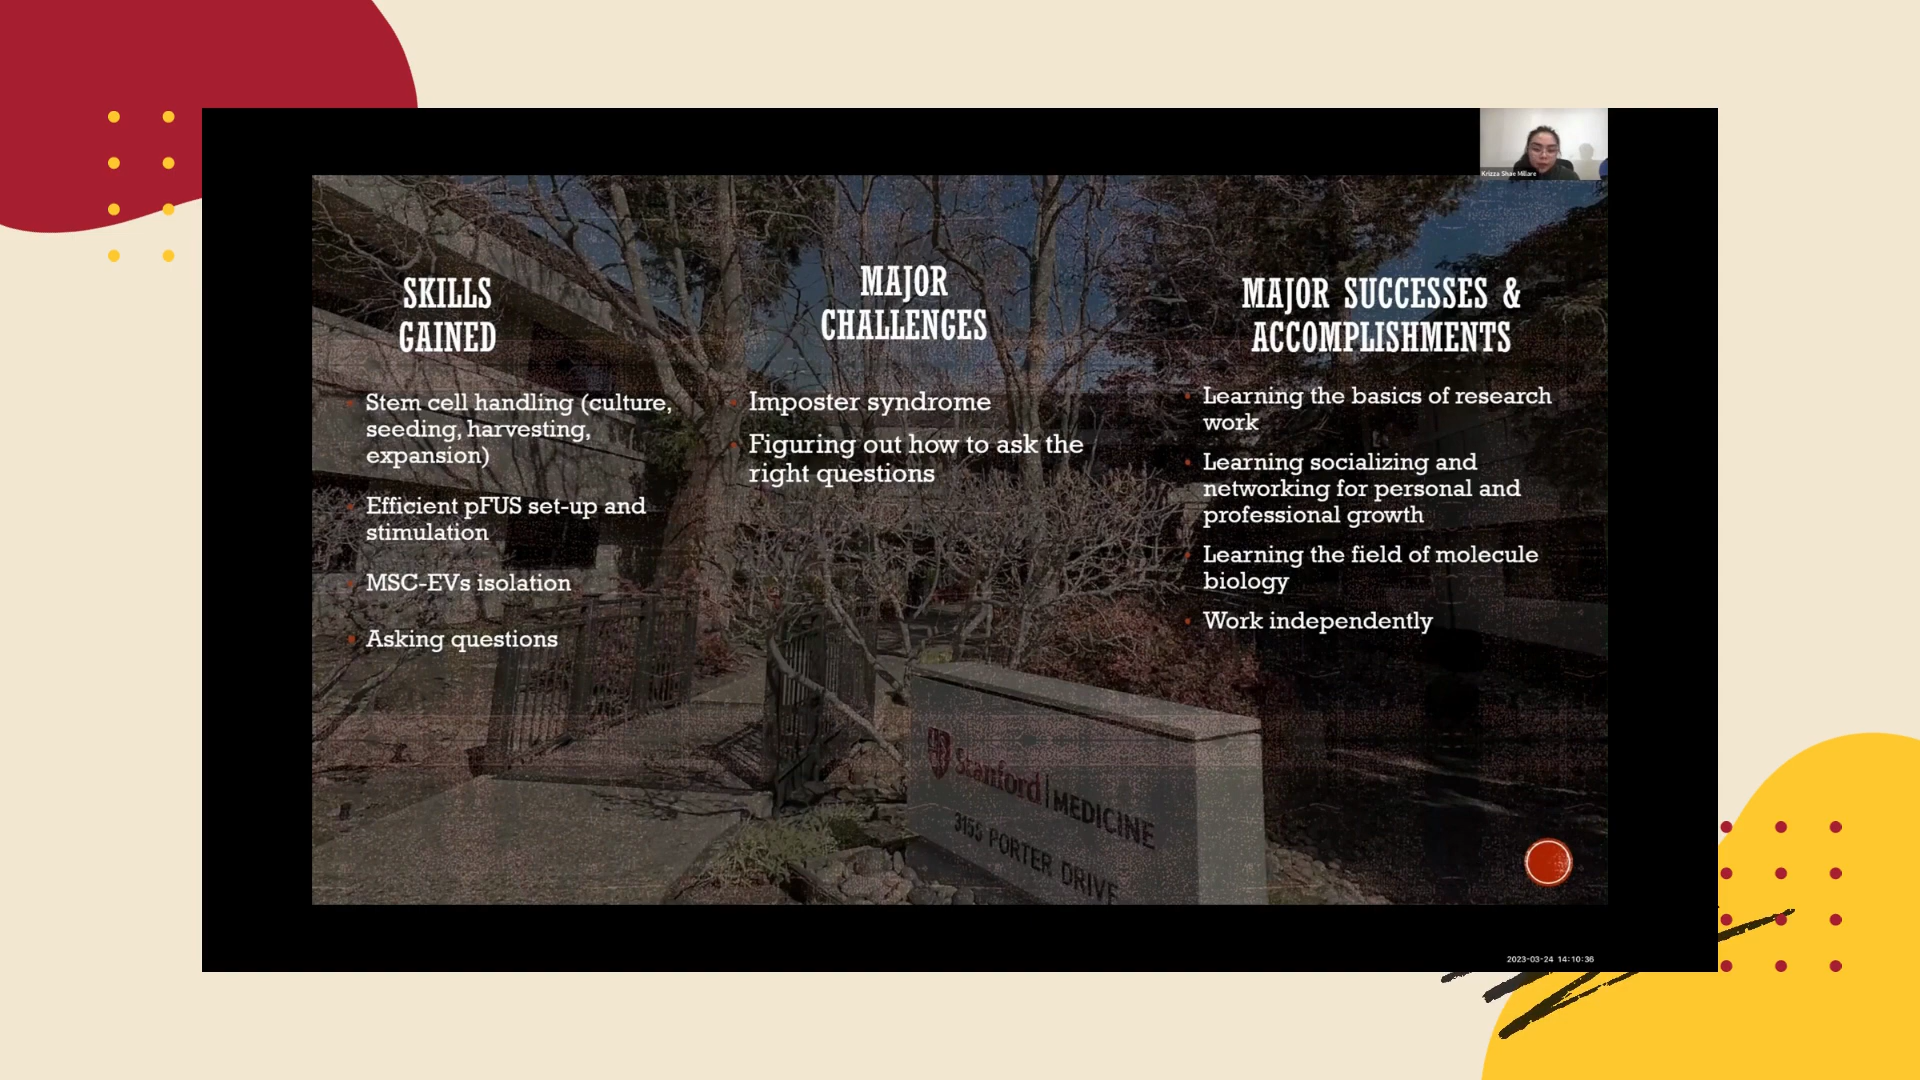 Krizza Shae Millare
SKILLS
GAINED
Stem cell handling (culture,
seeding, harvesting,
expansion)
Efficient pFUS set-up and
stimulation
MSC-EVs isolation
Asking questions
MAJOR
CHALLENGES
Imposter syndrome
Figuring out how to ask the
right questions
MAJOR SUCCESSES &
ACCOMPLISHMENTS
Learning the basics of research
work
Learning socializing and
networking for personal and
professional growth
Learning the field of molecule
biology
Work independently
Stanford | MEDICINE
3155 PORTER DRIVE
2023-03-24 14:10:36